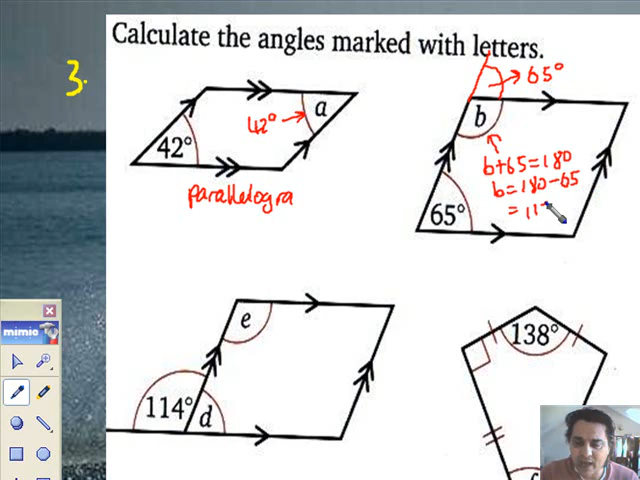 Calculate the angles marked with letters.
3.
65°
42°
a
42°
parallelogra
b
b+65=180
b=180-65
65°
e
114°
d
138°
mimio